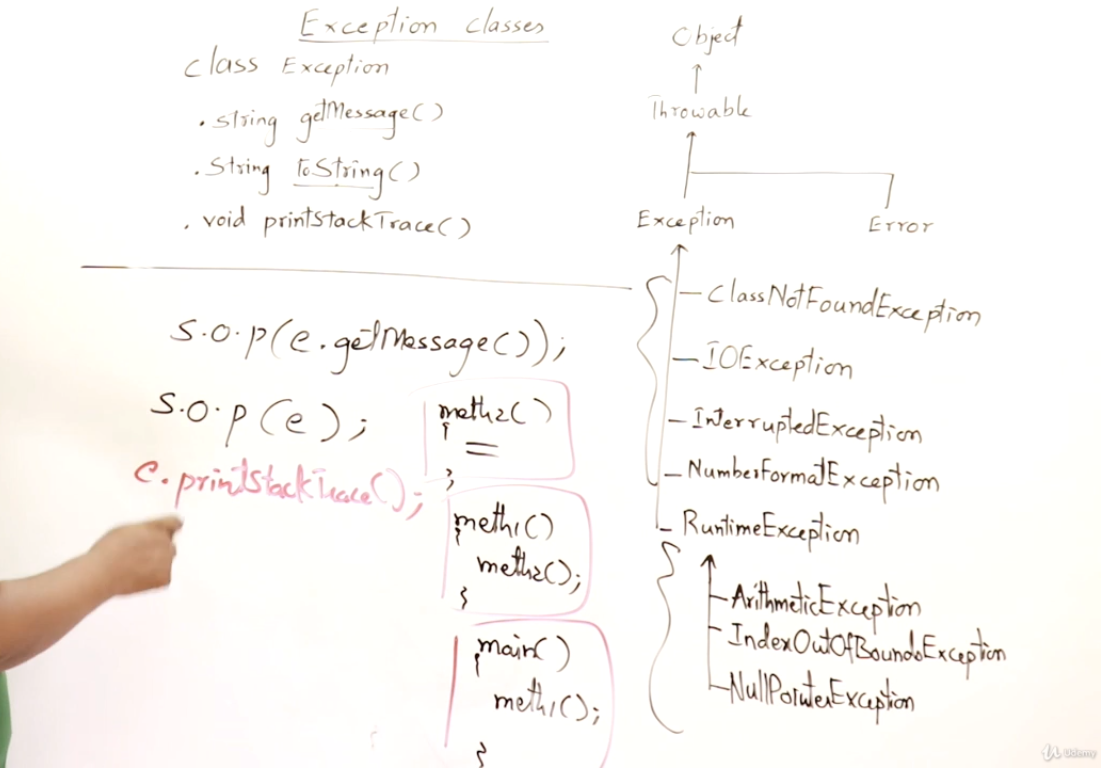 Exception Classes
class Exception
. string getMessage()
. String toString()
. void printStackTrace()
S.O.P(e.getMessage());
S.O.P(e);
e.printStackTrace();
meth2()
{
}
meth1()
{
meth2();
}
main()
{
meth1();
}
Object
Throwable
Exception
Error
ClassNotFoundException
IOException
InterruptedException
NumberFormatException
RuntimeException
ArithmeticException
IndexOutOfBoundsException
NullPointerException
Udemy